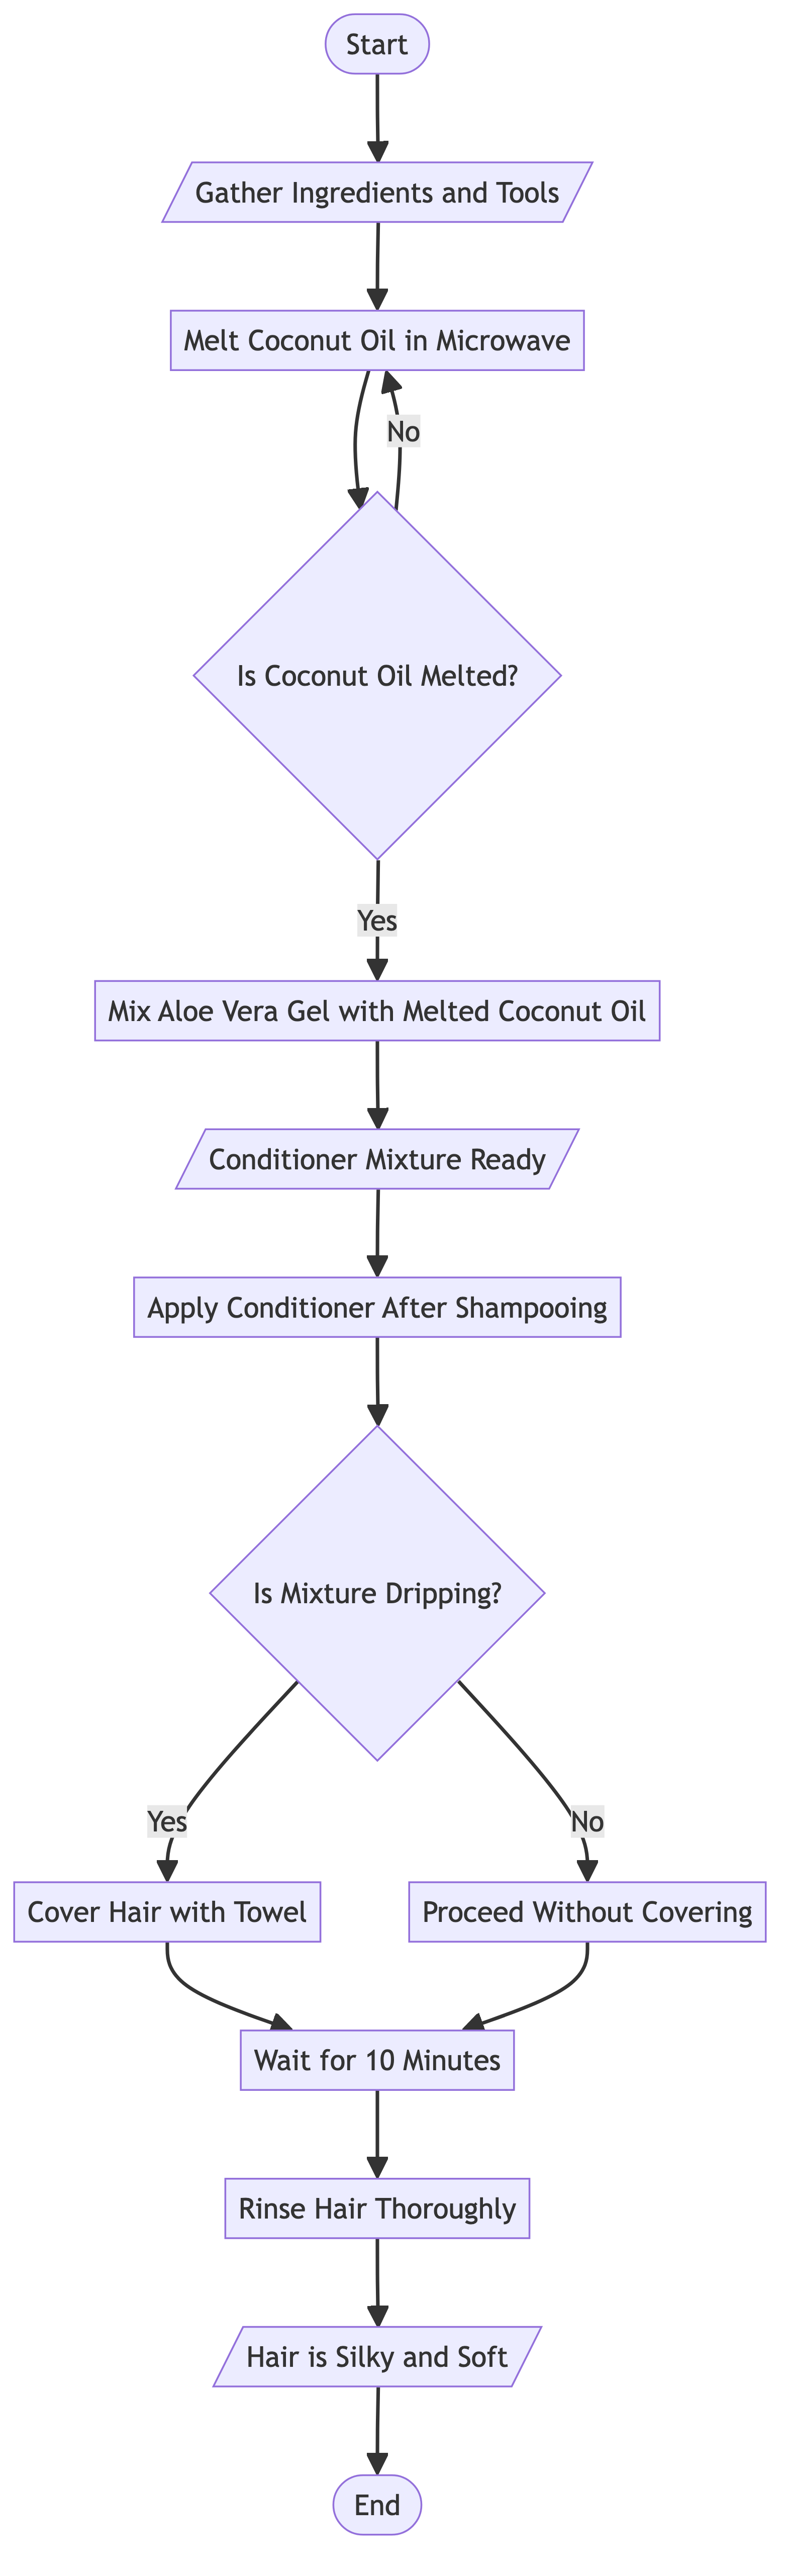 Start
Gather Ingredients and Tools
Melt Coconut Oil in Microwave
No
Is Coconut Oil Melted?
Yes
Mix Aloe Vera Gel with Melted Coconut Oil
Conditioner Mixture Ready
Apply Conditioner After Shampooing
Is Mixture Dripping?
Yes
No
Cover Hair with Towel
Proceed Without Covering
Wait for 10 Minutes
Rinse Hair Thoroughly
Hair is Silky and Soft
End